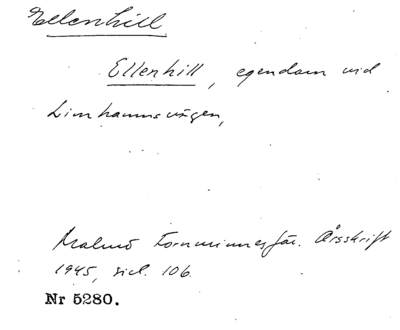 Ellenhill.
Ellenhill, egendom vid
Limhamnsvägen,
Malmö Fornminnesför. Årsskrift
1945, sid. 106.
Nr 5280.